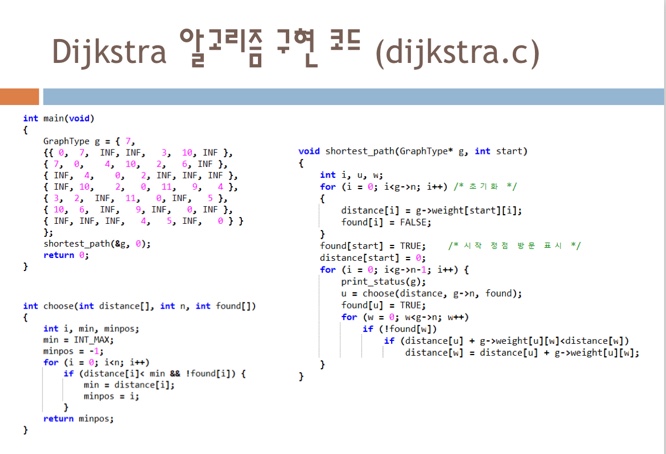 Dijkstra 알고리즘 구현 코드 (dijkstra.c)
int main(void)
{
GraphType g = { 7,
{{ 0, 7, INF, INF, 3, 10, INF },
{ 7, 0, 4, 10, 2, 6, INF },
{ INF, 4, 0, 2, INF, INF, INF },
{ INF, 10, 2, 0, 11, 9, 4 },
{ 3, 2, INF, 11, 0, INF, 5 },
{ 10, 6, INF, 9, INF, 0, INF },
{ INF, INF, INF, 4, 5, INF, 0 } }
};
shortest_path(&g, 0);
return 0;
}
int choose(int distance[], int n, int found[])
{
int i, min, minpos;
min = INT_MAX;
minpos = -1;
for (i = 0; i<n; i++)
if (distance[i]< min && !found[i]) {
min = distance[i];
minpos = i;
}
return minpos;
}
void shortest_path(GraphType* g, int start)
{
int i, u, w;
for (i = 0; i<g->n; i++) /* 초기화 */
{
distance[i] = g->weight[start][i];
found[i] = FALSE;
}
found[start] = TRUE; /* 시작 정점 방문 표시 */
distance[start] = 0;
for (i = 0; i<g->n-1; i++) {
print_status(g);
u = choose(distance, g->n, found);
found[u] = TRUE;
for (w = 0; w<g->n; w++)
if (!found[w])
if (distance[u] + g->weight[u][w]<distance[w])
distance[w] = distance[u] + g->weight[u][w];
}
}